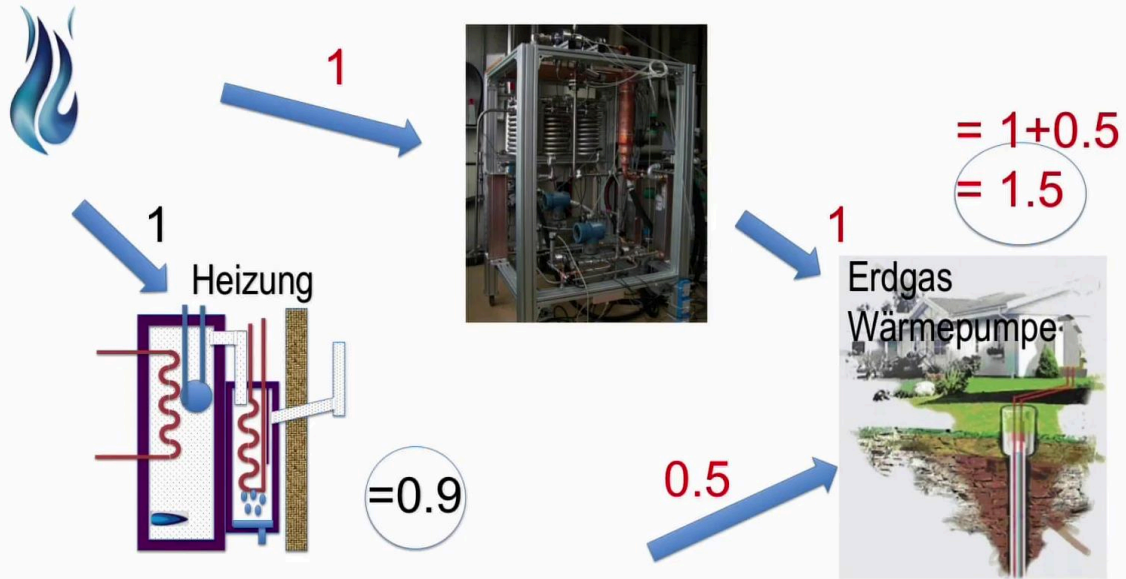 1
= 1+0.5
= 1.5
1
1
Heizung
Erdgas
Wärmepumpe
=0.9
0.5